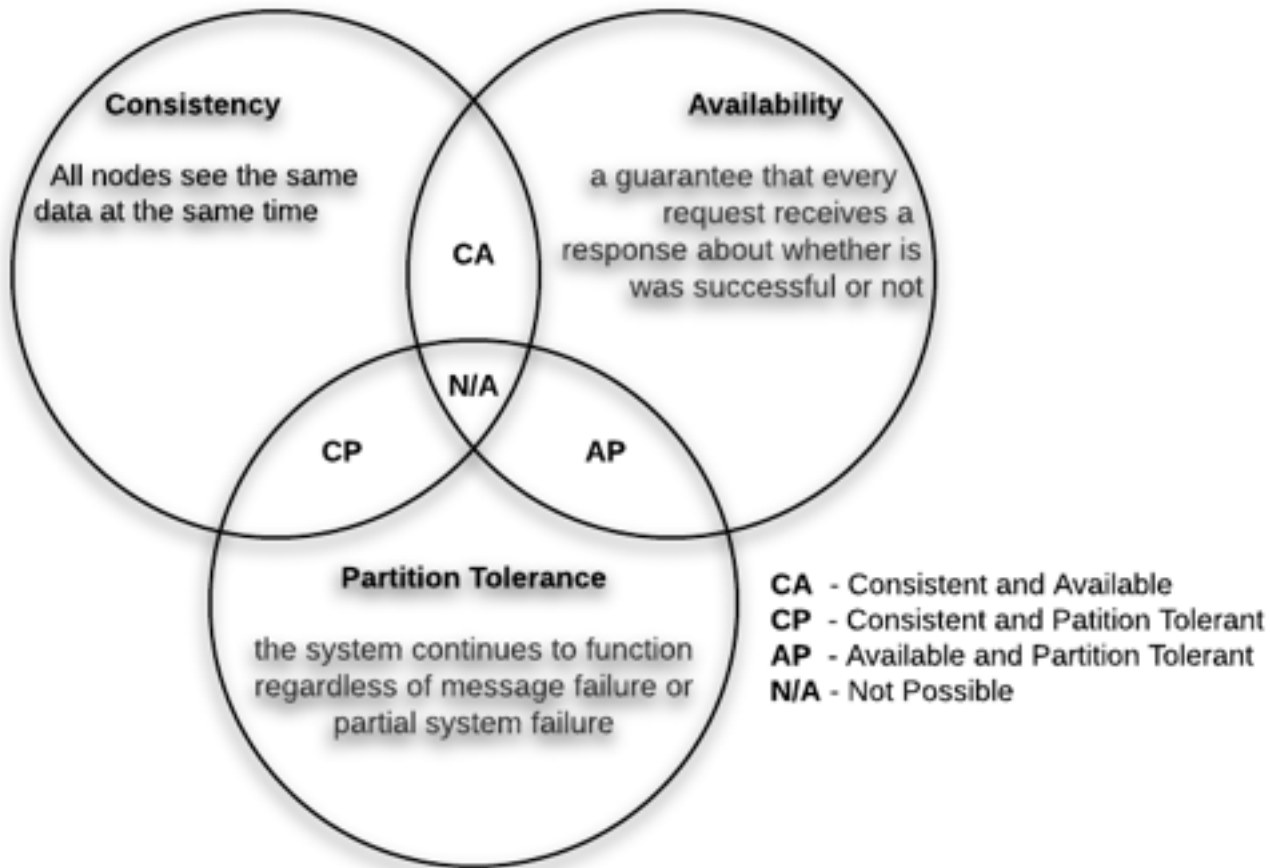 Consistency
All nodes see the same
data at the same time
Availability
a guarantee that every
request receives a
response about whether is
was successful or not
CA
N/A
CP
AP
Partition Tolerance
the system continues to function
regardless of message failure or
partial system failure
CA - Consistent and Available
CP - Consistent and Patition Tolerant
AP - Available and Partition Tolerant
N/A - Not Possible